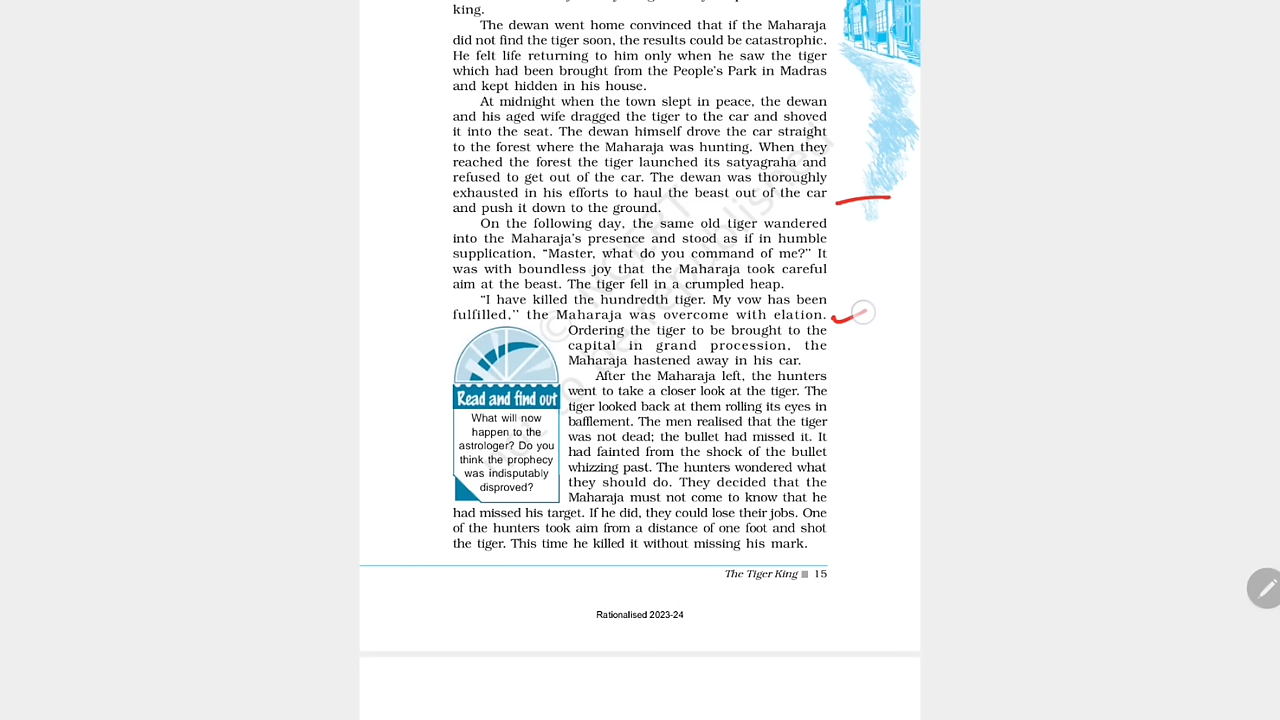 king.
The dewan went home convinced that if the Maharaja
did not find the tiger soon, the results could be catastrophic.
He felt life returning to him only when he saw the tiger
which had been brought from the People's Park in Madras
and kept hidden in his house.
At midnight when the town slept in peace, the dewan
and his aged wife dragged the tiger to the car and shoved
it into the seat. The dewan himself drove the car straight
to the forest where the Maharaja was hunting. When they
reached the forest the tiger launched its satyagraha and
refused to get out of the car. The dewan was thoroughly
exhausted in his efforts to haul the beast out of the car
and push it down to the ground.
On the following day, the same old tiger wandered
into the Maharaja's presence and stood as if in humble
supplication, “Master, what do you command of me?” It
was with boundless joy that the Maharaja took careful
aim at the beast. The tiger fell in a crumpled heap.
“I have killed the hundredth tiger. My vow has been
fulfilled,” the Maharaja was overcome with elation.
Ordering the tiger to be brought to the
capital in grand procession, the
Maharaja hastened away in his car.
After the Maharaja left, the hunters
went to take a closer look at the tiger. The
tiger looked back at them rolling its eyes in
bafflement. The men realised that the tiger
was not dead; the bullet had missed it. It
had fainted from the shock of the bullet
whizzing past. The hunters wondered what
they should do. They decided that the
Maharaja must not come to know that he
had missed his target. If he did, they could lose their jobs. One
of the hunters took aim from a distance of one foot and shot
the tiger. This time he killed it without missing his mark.
Read and find out
What will now
happen to the
astrologer? Do you
think the prophecy
was indisputably
disproved?
The Tiger King ■ 15
Rationalised 2023-24